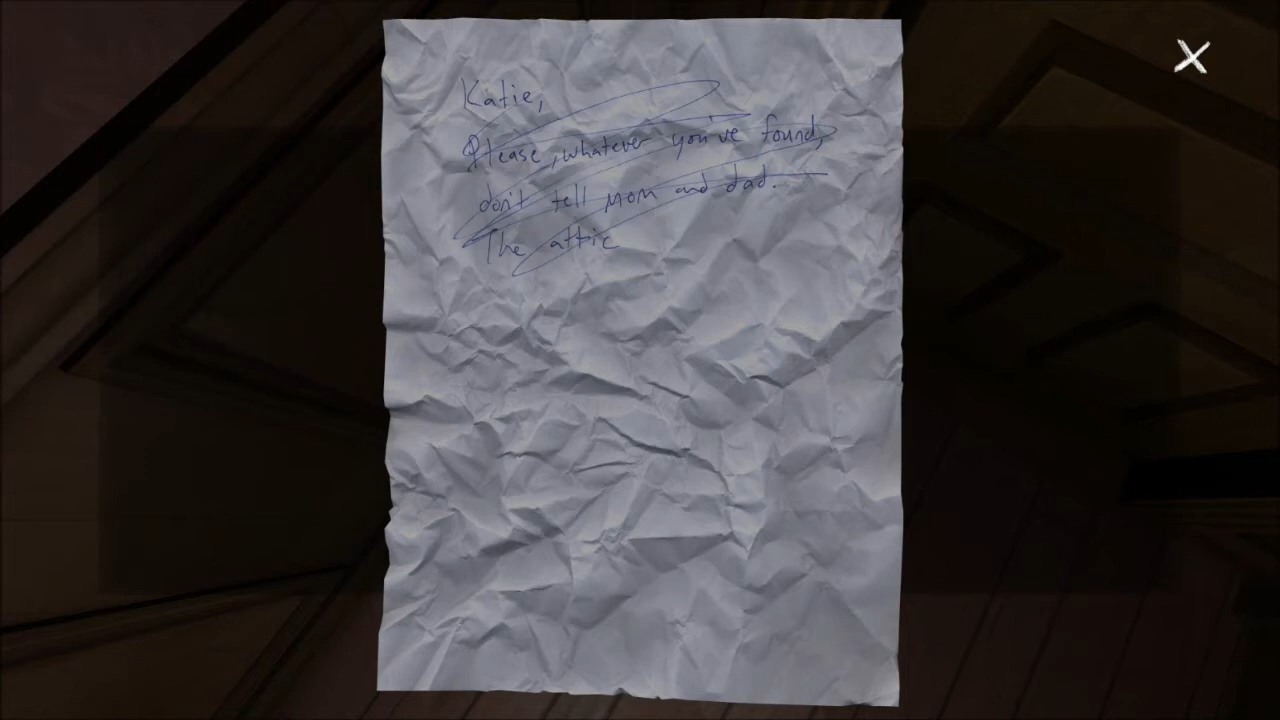 Katie,
Please, whatever you've found,
don't tell Mom and dad.
The attic